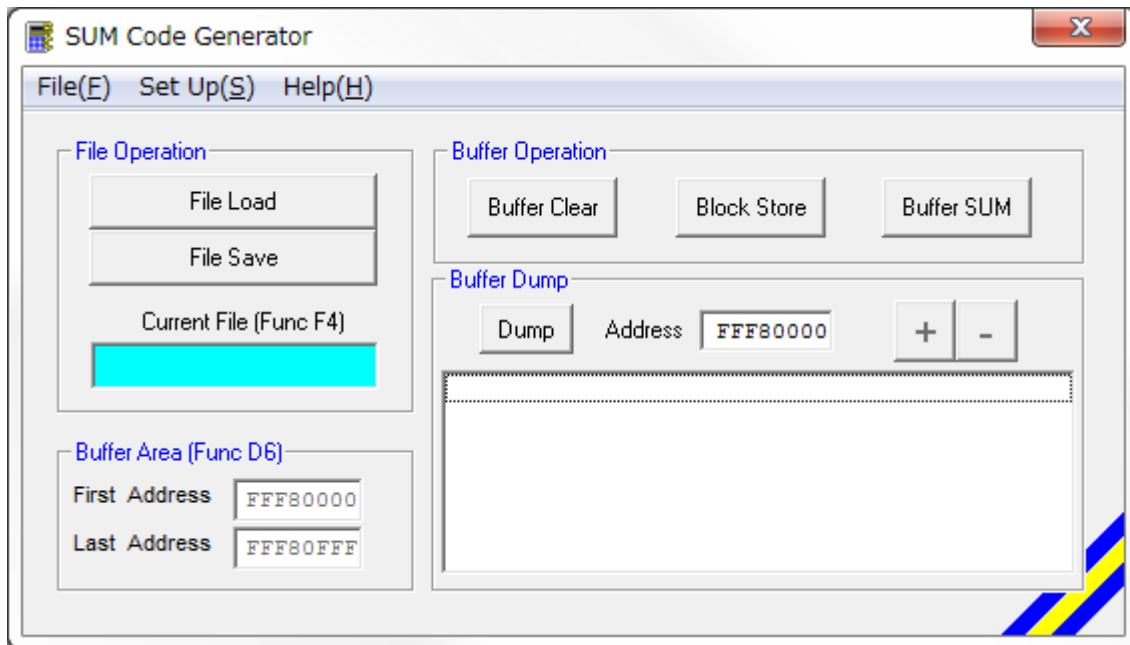 SUM Code Generator
File(F) Set Up(S) Help(H)
File Operation
File Load
File Save
Current File (Func F4)
Buffer Area (Func D6)
First Address FFF80000
Last Address FFF80FFF
Buffer Operation
Buffer Clear Block Store Buffer SUM
Buffer Dump
Dump Address FFF80000 + -